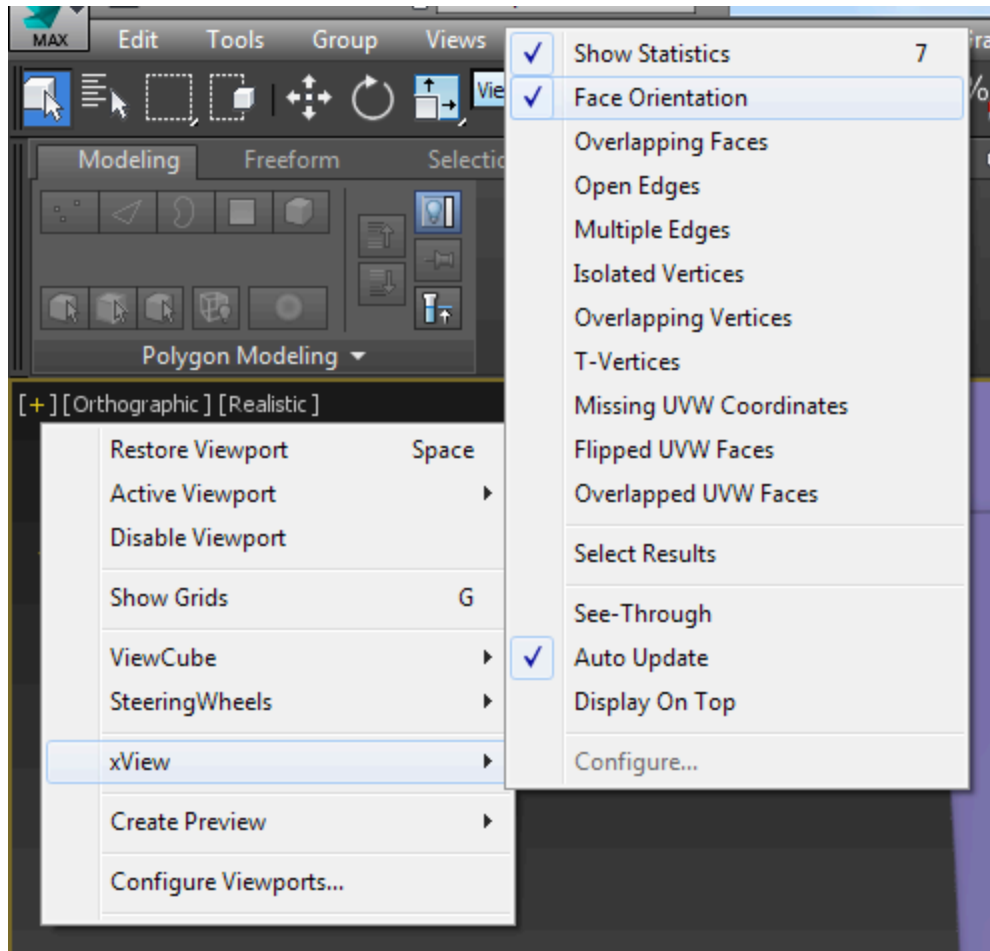 MAX Edit Tools Group Views
Show Statistics 7
Face Orientation
Overlapping Faces
Open Edges
Multiple Edges
Isolated Vertices
Overlapping Vertices
T-Vertices
Missing UVW Coordinates
Flipped UVW Faces
Overlapped UVW Faces
Select Results
See-Through
Auto Update
Display On Top
Configure...
Modeling Freeform
Polygon Modeling
[+] [Orthographic] [Realistic]
Restore Viewport Space
Active Viewport
Disable Viewport
Show Grids G
ViewCube
SteeringWheels
xView
Create Preview
Configure Viewports...